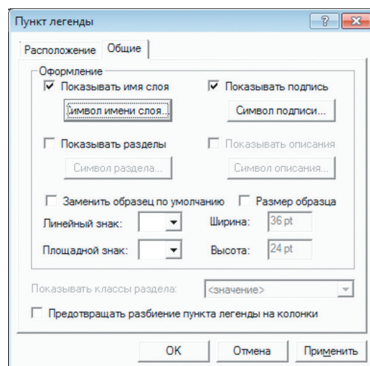 Пункт легенды
Расположение Общие
Оформление
Показывать имя слоя Показывать подпись
Символ имени слоя... Символ подписи...
Показывать разделы Показывать описания
Символ раздела... Символ описания...
Заменить образец по умолчанию Размер образца
Линейный знак: Ширина: 36 pt
Площадной знак: Высота: 24 pt
Показывать классы раздела: <значение>
Предотвращать разбиение пункта легенды на колонки
OK Отмена Применить